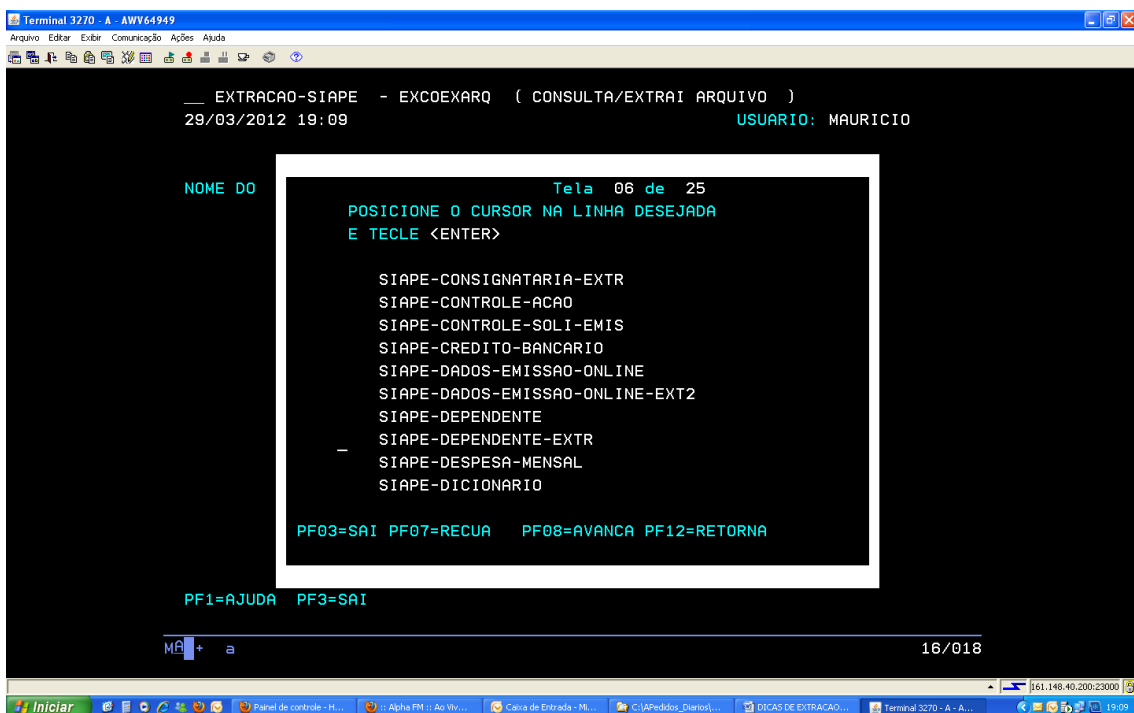 Terminal 3270 - A - AWV64949
Arquivo Editar Exibir Comunicação Ações Ajuda
__ EXTRACAO-SIAPE - EXCOEXARQ ( CONSULTA/EXTRAI ARQUIVO )
29/03/2012 19:09 USUARIO: MAURICIO
NOME DO
Tela 06 de 25
POSICIONE O CURSOR NA LINHA DESEJADA
E TECLE <ENTER>
SIAPE-CONSIGNATARIA-EXTR
SIAPE-CONTROLE-ACAO
SIAPE-CONTROLE-SOLI-EMIS
SIAPE-CREDITO-BANCARIO
SIAPE-DADOS-EMISSAO-ONLINE
SIAPE-DADOS-EMISSAO-ONLINE-EXT2
SIAPE-DEPENDENTE
_ SIAPE-DEPENDENTE-EXTR
SIAPE-DESPESA-MENSAL
SIAPE-DICIONARIO
PF03=SAI PF07=RECUA PF08=AVANCA PF12=RETORNA
PF1=AJUDA PF3=SAI
MA + a 16/018
161.148.40.200:23000
Iniciar Painel de controle - H... :: Alpha FM :: Ao Viv... Caixa de Entrada - Mi... C:\APedidos_Diarios\... DICAS DE EXTRACAO... Terminal 3270 - A - A... 19:09